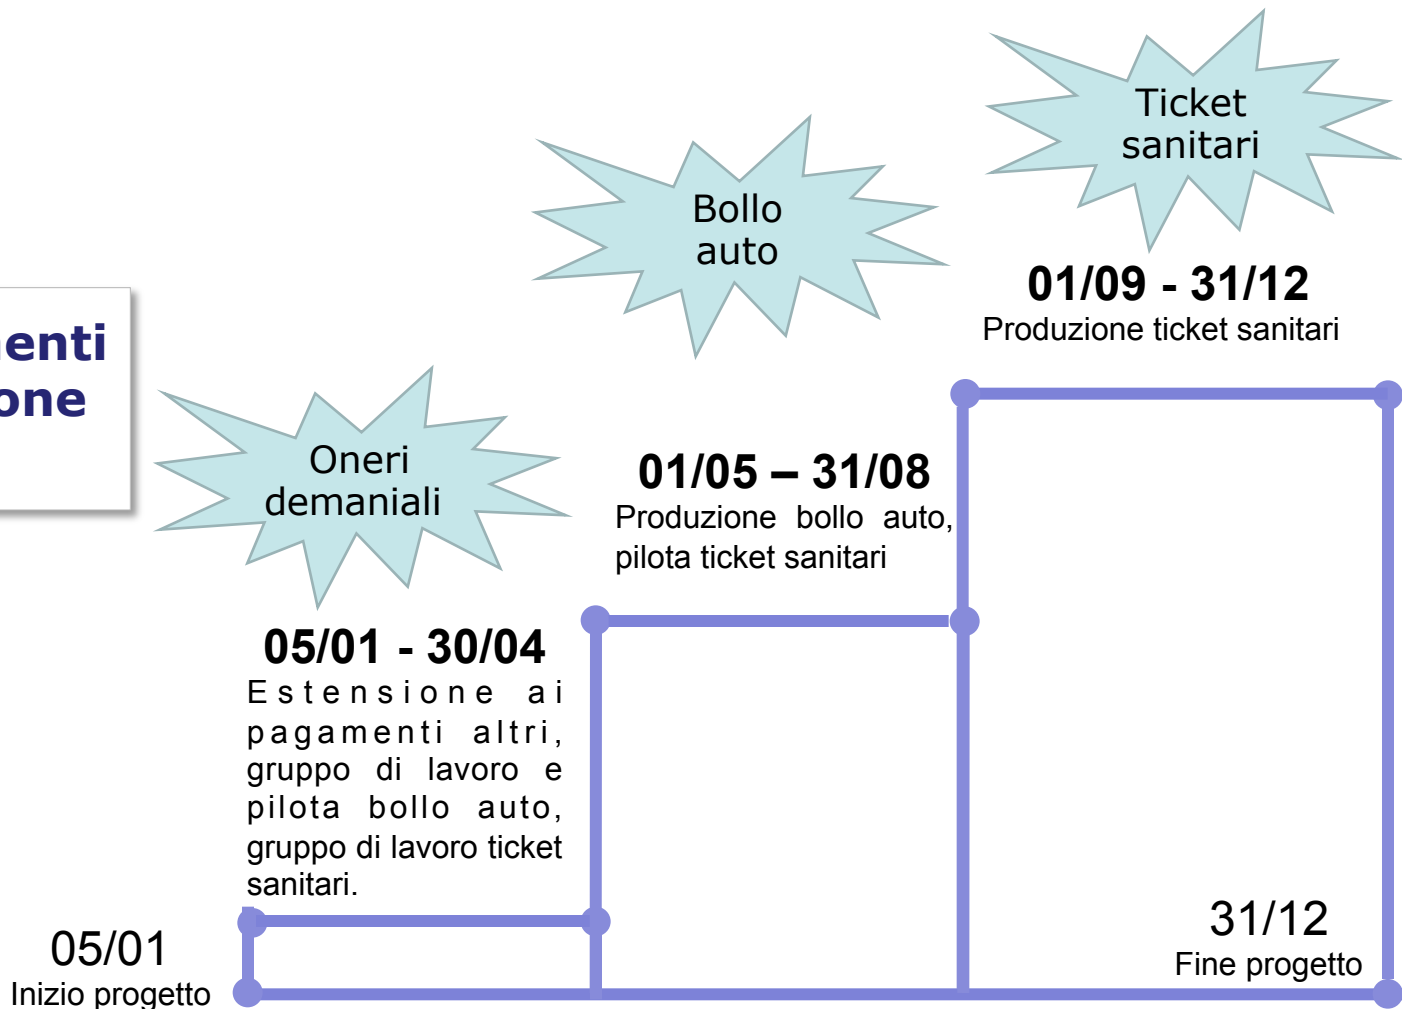 Ticket
sanitari
Bollo
auto
01/09 - 31/12
Produzione ticket sanitari
Oneri
demaniali
01/05 – 31/08
Produzione bollo auto,
pilota ticket sanitari
05/01 - 30/04
Estensione ai
pagamenti altri,
gruppo di lavoro e
pilota bollo auto,
gruppo di lavoro ticket
sanitari.
05/01
Inizio progetto
31/12
Fine progetto